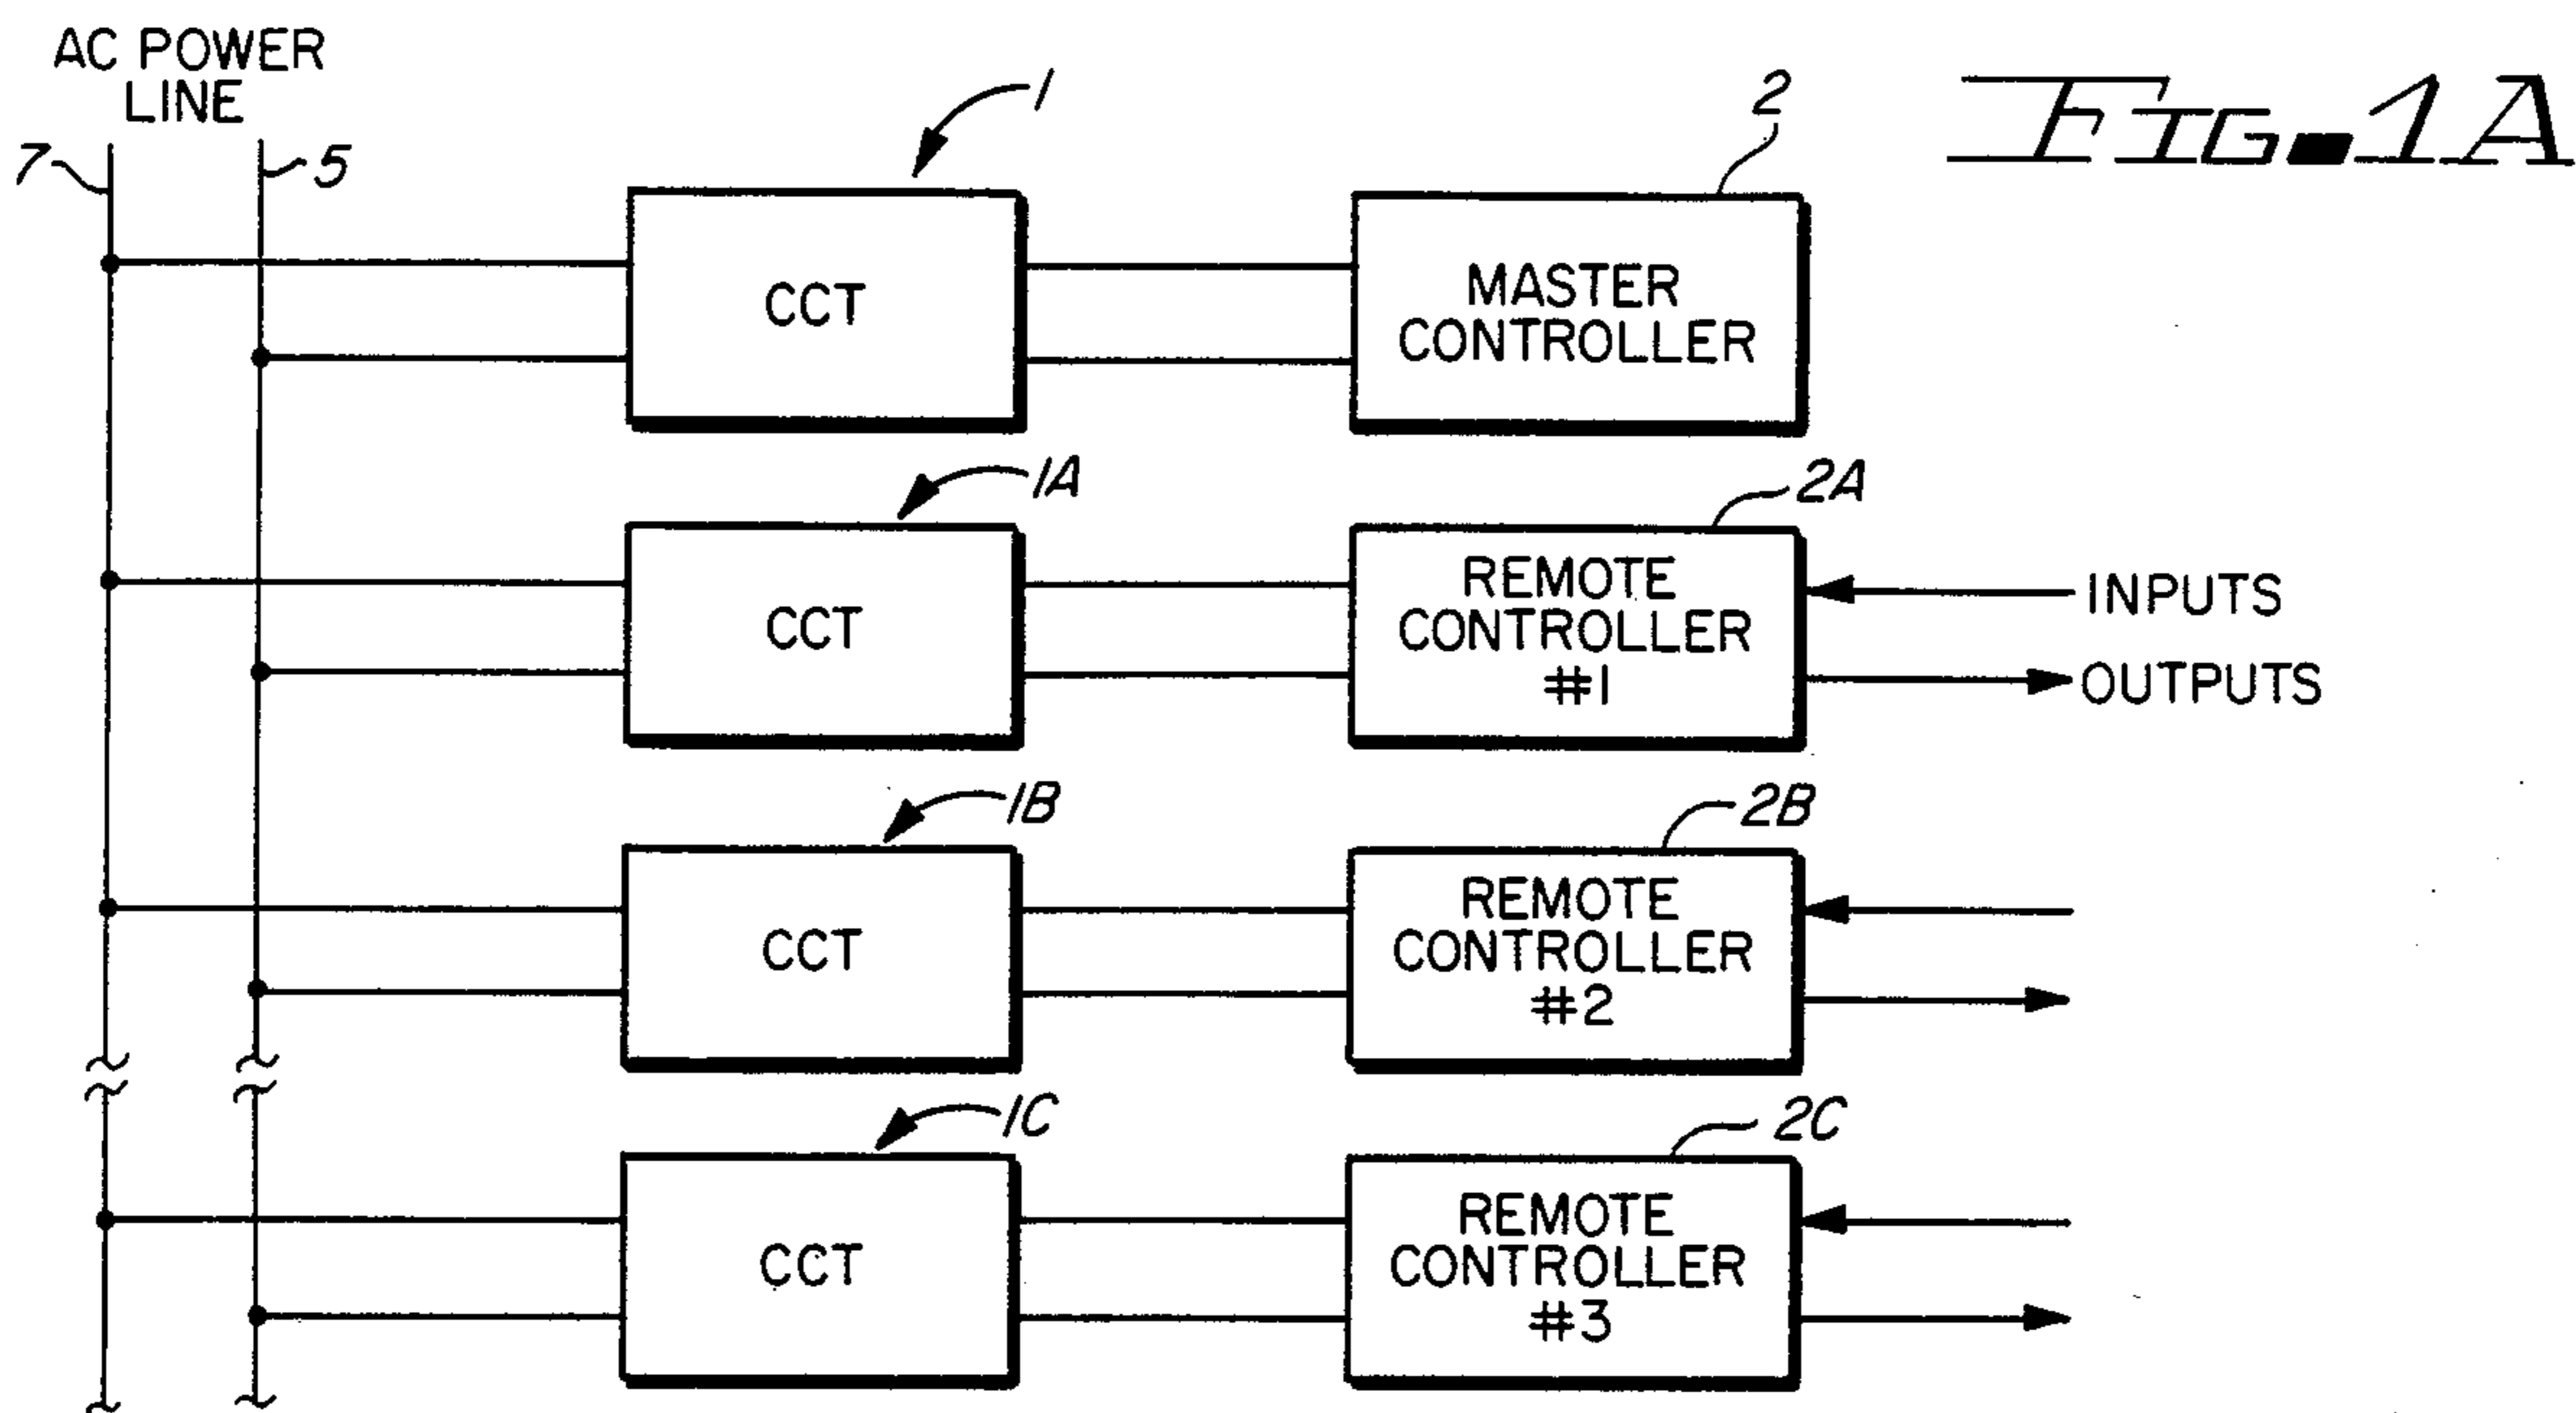 AC POWER
LINE
7
5
1
2
FIG. 1A
CCT
MASTER
CONTROLLER
1A
2A
CCT
REMOTE
CONTROLLER
#1
INPUTS
OUTPUTS
1B
2B
CCT
REMOTE
CONTROLLER
#2
1C
2C
CCT
REMOTE
CONTROLLER
#3